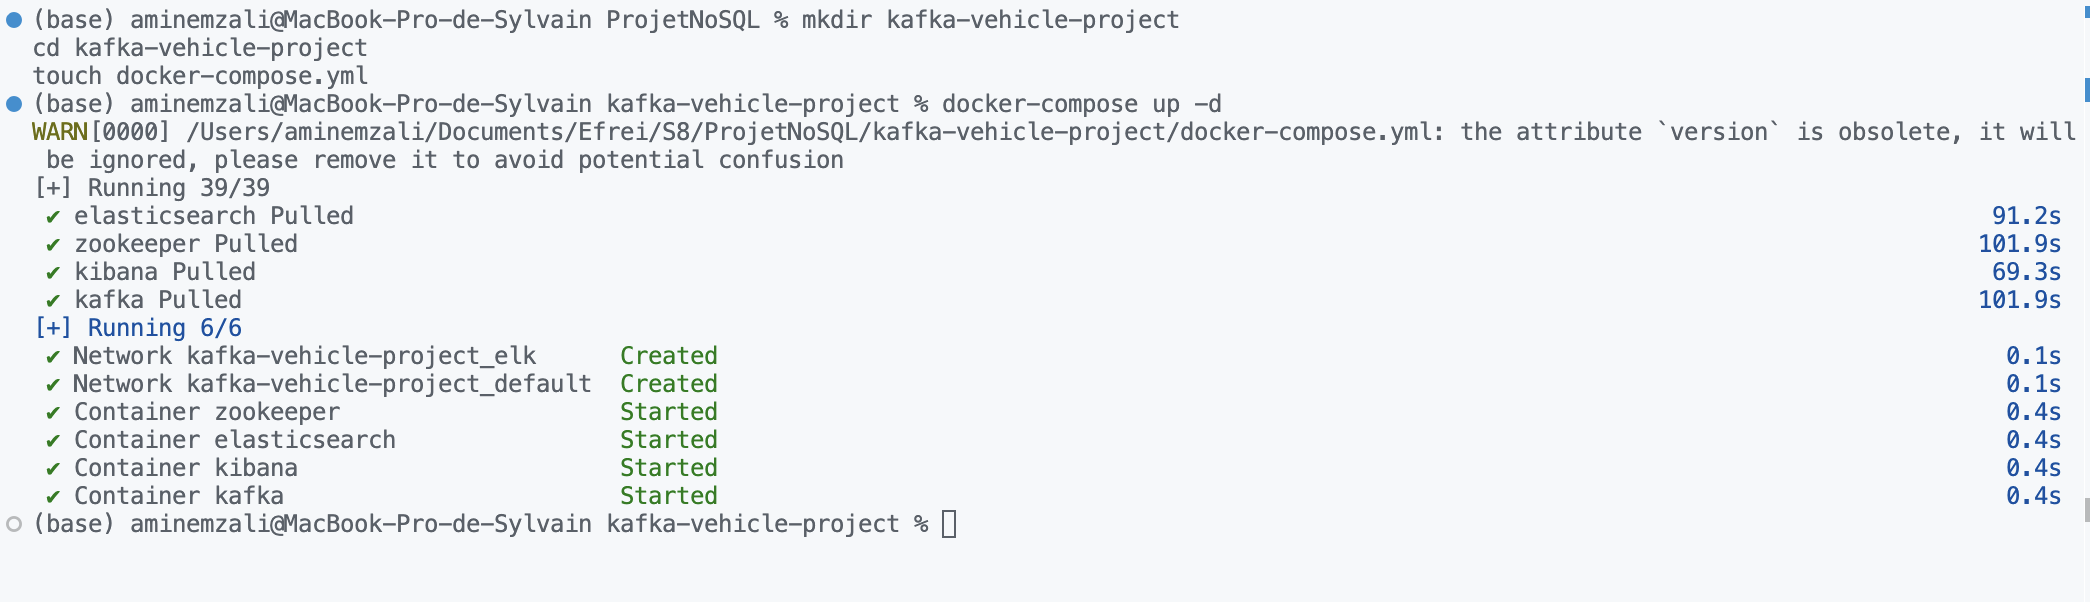 (base) aminemzali@MacBook-Pro-de-Sylvain ProjetNoSQL % mkdir kafka-vehicle-project
cd kafka-vehicle-project
touch docker-compose.yml
(base) aminemzali@MacBook-Pro-de-Sylvain kafka-vehicle-project % docker-compose up -d
WARN[0000] /Users/aminemzali/Documents/Efrei/S8/ProjetNoSQL/kafka-vehicle-project/docker-compose.yml: the attribute `version` is obsolete, it will
be ignored, please remove it to avoid potential confusion
[+] Running 39/39
✔ elasticsearch Pulled 91.2s
✔ zookeeper Pulled 101.9s
✔ kibana Pulled 69.3s
✔ kafka Pulled 101.9s
[+] Running 6/6
✔ Network kafka-vehicle-project_elk Created 0.1s
✔ Network kafka-vehicle-project_default Created 0.1s
✔ Container zookeeper Started 0.4s
✔ Container elasticsearch Started 0.4s
✔ Container kibana Started 0.4s
✔ Container kafka Started 0.4s
(base) aminemzali@MacBook-Pro-de-Sylvain kafka-vehicle-project %